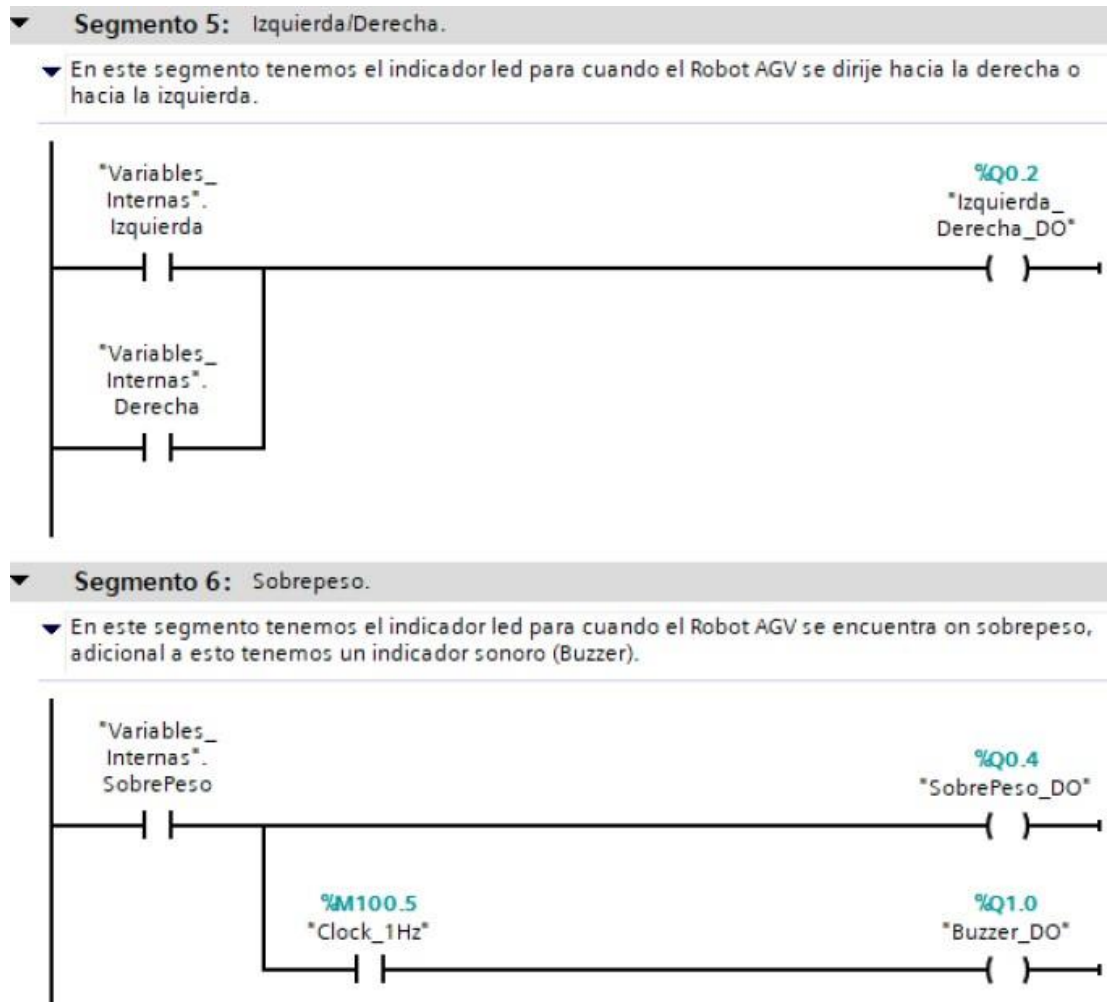 Segmento 5: Izquierda/Derecha.
En este segmento tenemos el indicador led para cuando el Robot AGV se dirije hacia la derecha o
hacia la izquierda.
"Variables_
Internas".
Izquierda
%Q0.2
"Izquierda_
Derecha_DO"
"Variables_
Internas".
Derecha
Segmento 6: Sobrepeso.
En este segmento tenemos el indicador led para cuando el Robot AGV se encuentra on sobrepeso,
adicional a esto tenemos un indicador sonoro (Buzzer).
"Variables_
Internas".
SobrePeso
%Q0.4
"SobrePeso_DO"
%M100.5
"Clock_1Hz"
%Q1.0
"Buzzer_DO"